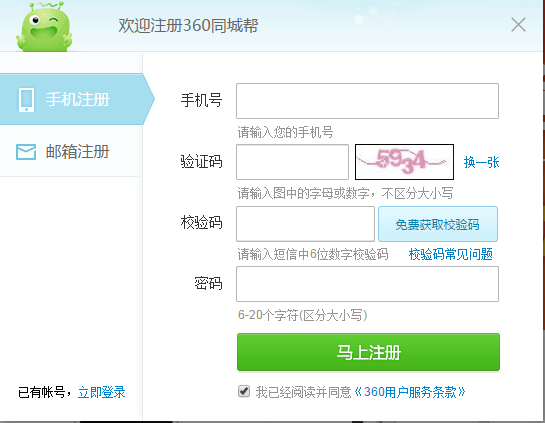 欢迎注册360同城帮
手机注册
邮箱注册
手机号
请输入您的手机号
验证码 5934 换一张
请输入图中的字母或数字，不区分大小写
校验码 免费获取校验码
请输入短信中6位数字校验码 校验码常见问题
密码
6-20个字符(区分大小写)
马上注册
已有帐号，立即登录
我已经阅读并同意《360用户服务条款》